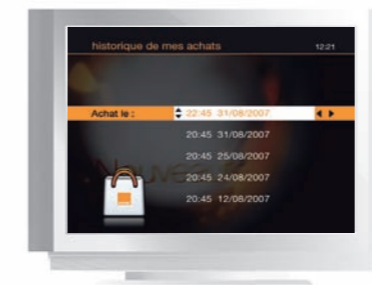 historique de mes achats 12:21
Achat le : 22:45 31/08/2007
20:45 31/08/2007
Nouve
20:45 25/08/2007
20:45 24/08/2007
20:45 12/08/2007